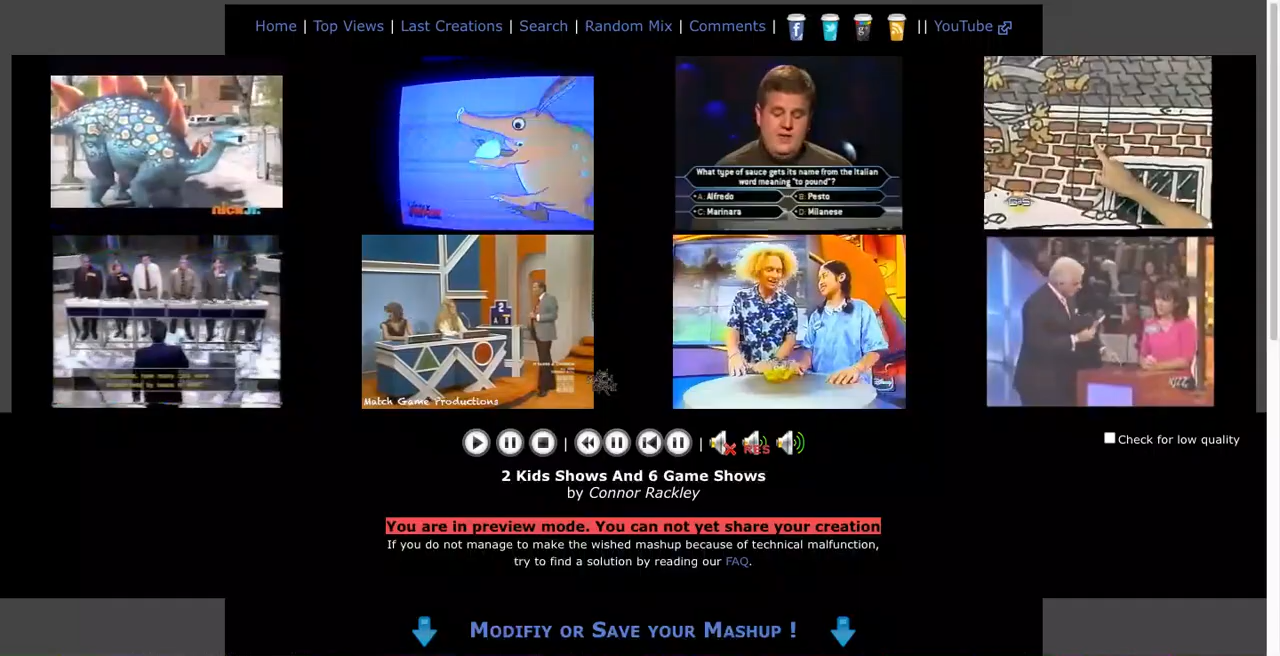 Home | Top Views | Last Creations | Search | Random Mix | Comments | || YouTube
nick jr.
What type of sauce gets its name from the Italian
word meaning "to pound"?
A: Alfredo
B: Pesto
C: Marinara
D: Milanese
Match Game Productions
Disney
RES
Check for low quality
2 Kids Shows And 6 Game Shows
by Connor Rackley
You are in preview mode. You can not yet share your creation
If you do not manage to make the wished mashup because of technical malfunction,
try to find a solution by reading our FAQ.
Modifiy or Save your Mashup !